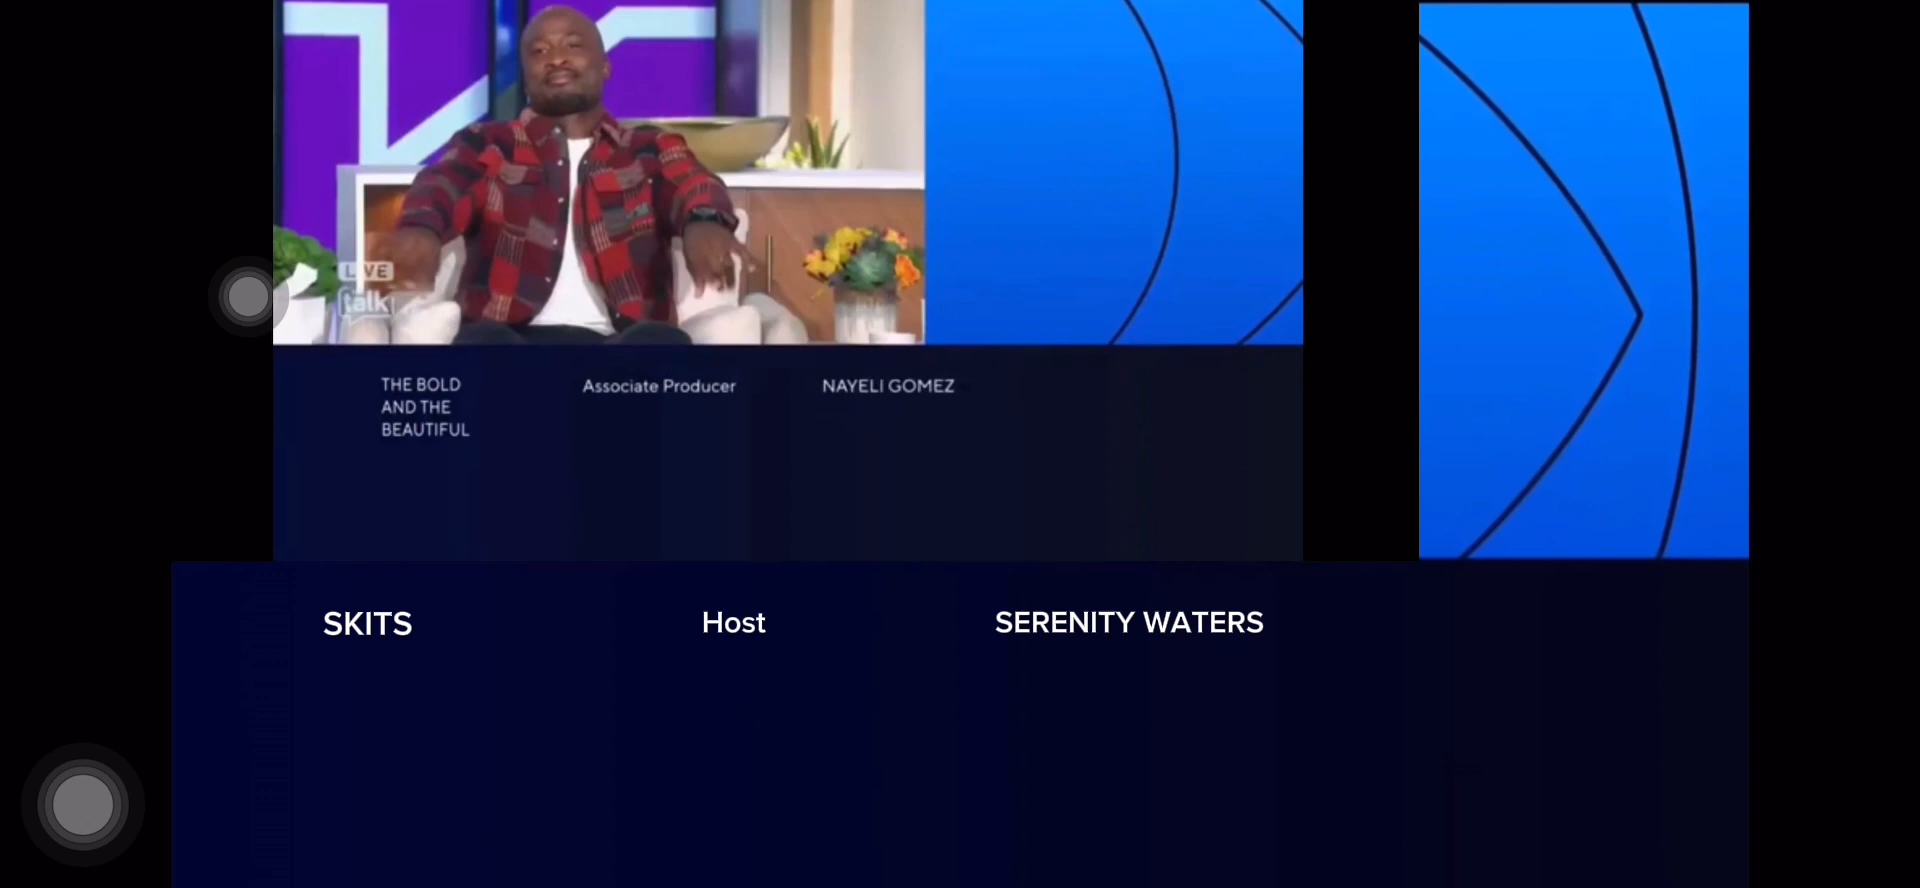 LIVE
talk
THE BOLD
AND THE
BEAUTIFUL
Associate Producer
NAYELI GOMEZ
SKITS
Host
SERENITY WATERS